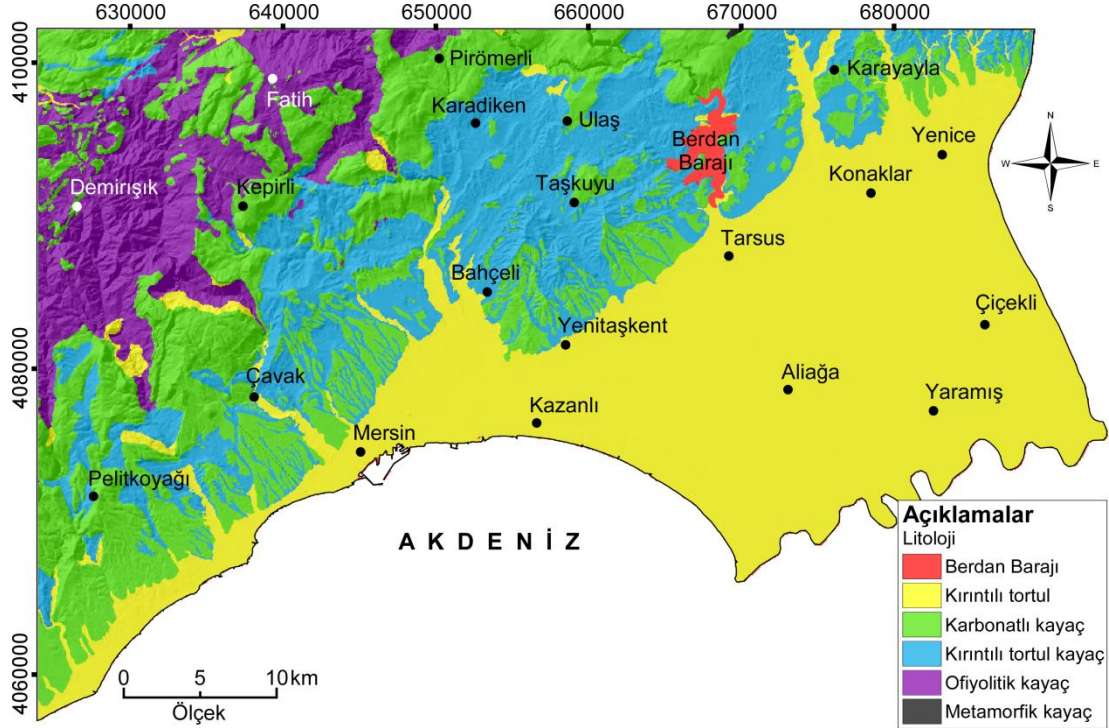 630000 640000 650000 660000 670000 680000
4100000
4080000
4060000
Pirömerli
Karayayla
Fatih
Karadiken
Ulaş
Berdan
Barajı
Yenice
N
W E
S
Demirışık
Kepirli
Taşkuyu
Konaklar
Tarsus
Bahçeli
Çiçekli
Yenitaşkent
Çavak
Aliağa
Kazanlı
Yaramış
Mersin
Pelitkoyağı
AKDENİZ
0 5 10 km
Ölçek
Açıklamalar
Litoloji
Berdan Barajı
Kırıntılı tortul
Karbonatlı kayaç
Kırıntılı tortul kayaç
Ofiyolitik kayaç
Metamorfik kayaç